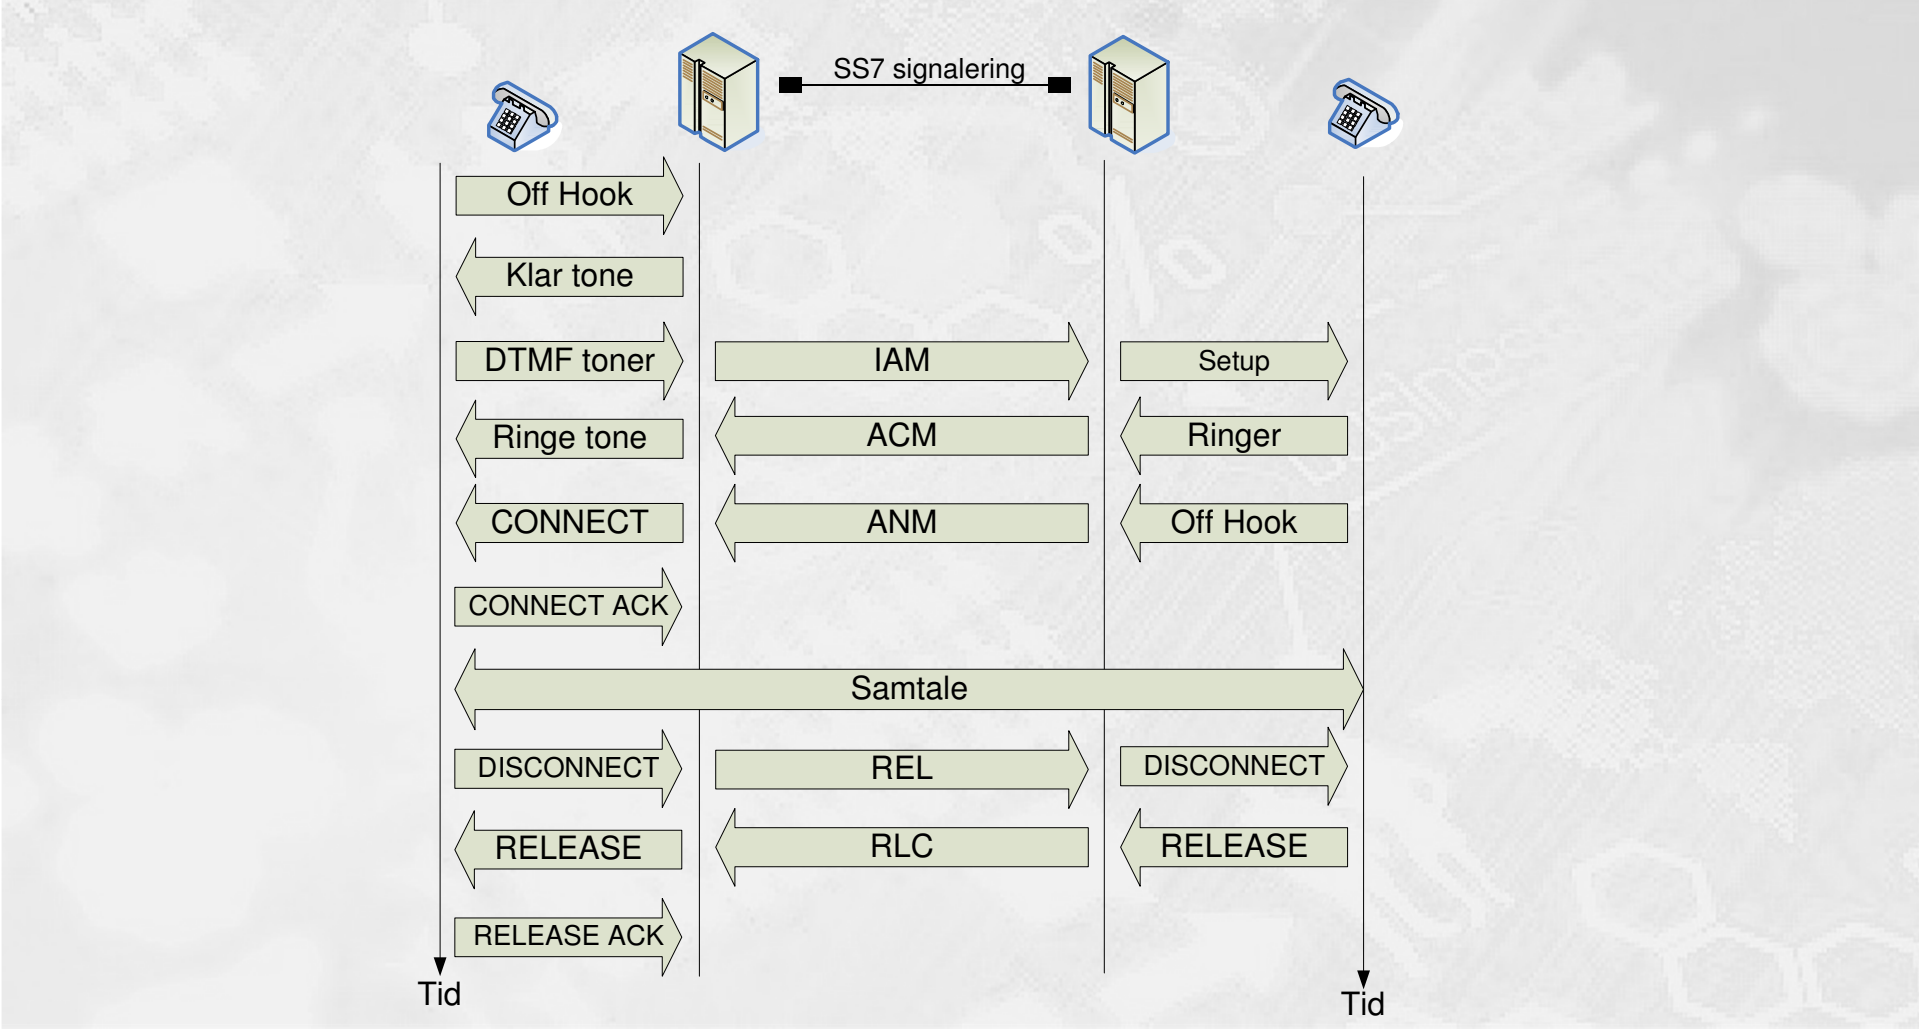 SS7 signalering
Off Hook
Klar tone
DTMF toner
IAM
Setup
Ringe tone
ACM
Ringer
CONNECT
ANM
Off Hook
CONNECT ACK
Samtale
DISCONNECT
REL
DISCONNECT
RELEASE
RLC
RELEASE
RELEASE ACK
Tid
Tid